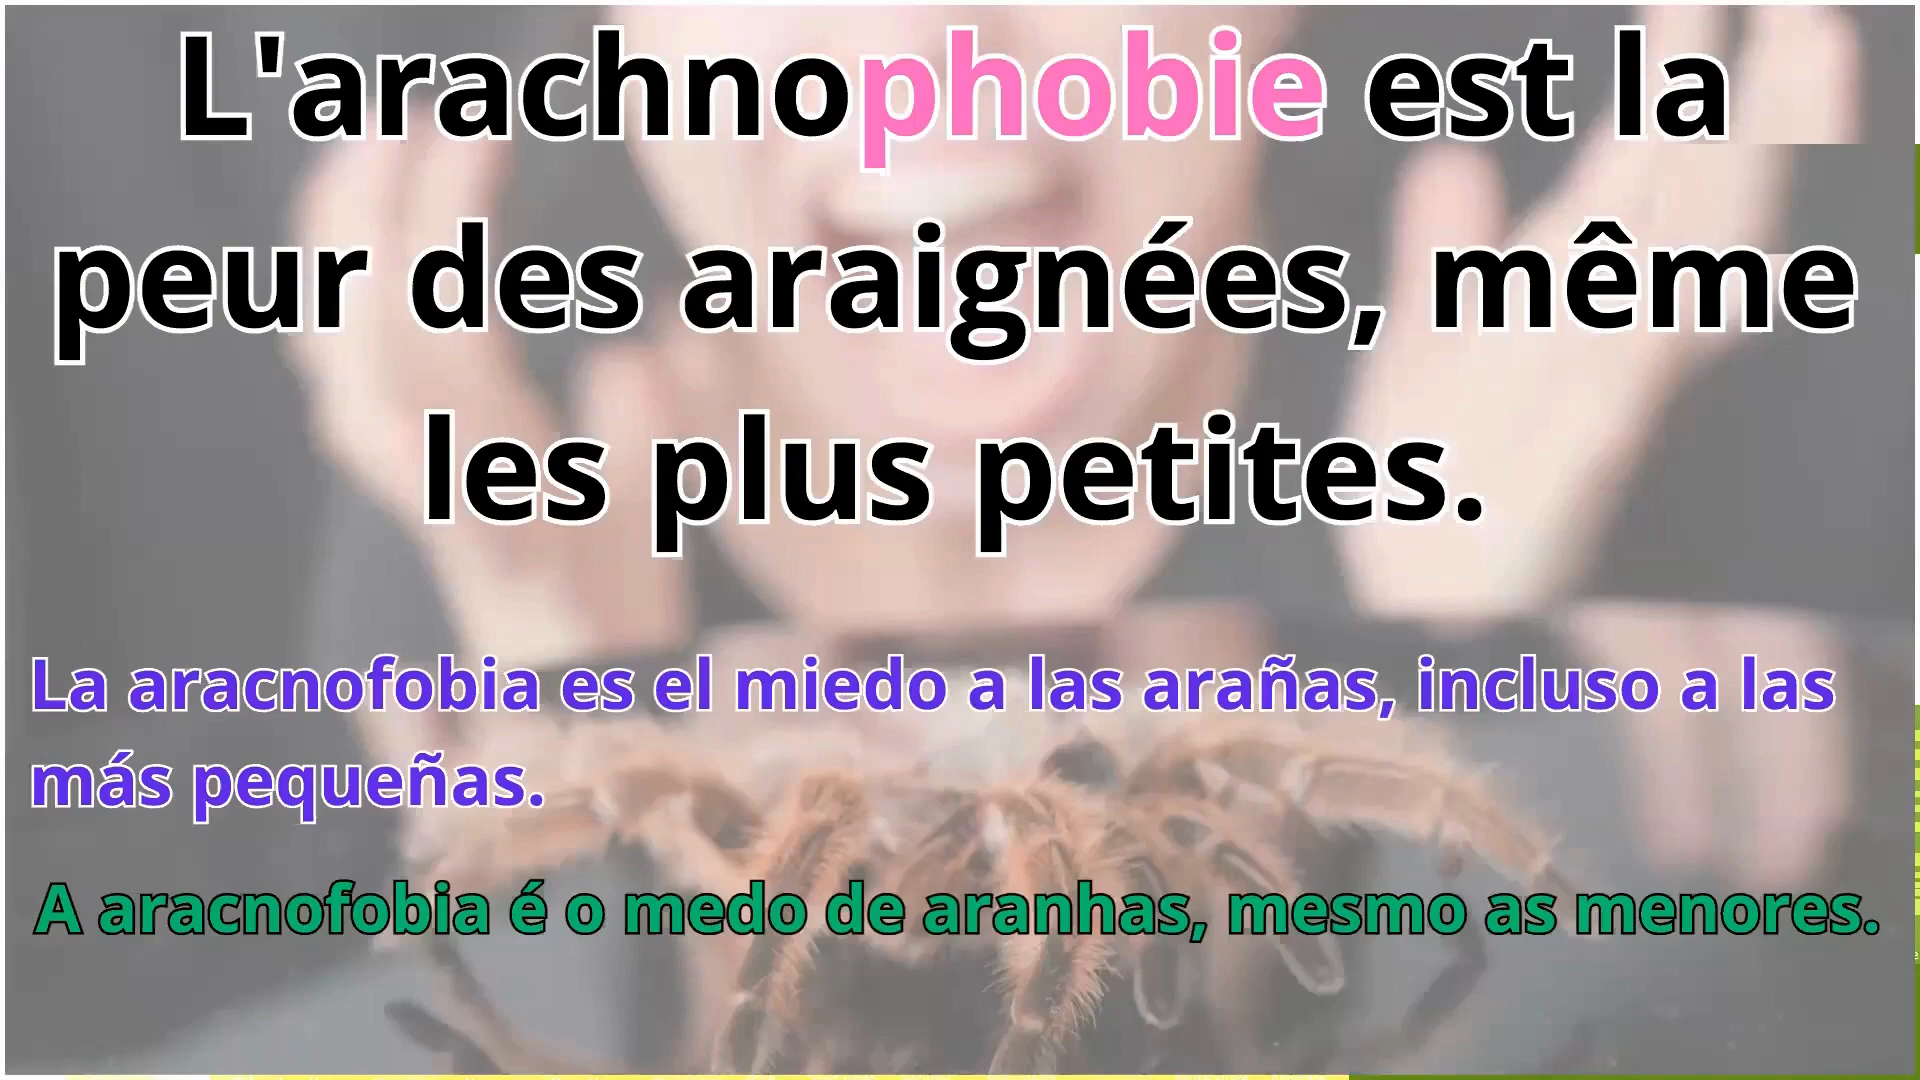 L'arachnophobie est la
peur des araignées, même
les plus petites.
La aracnofobia es el miedo a las arañas, incluso a las
más pequeñas.
A aracnofobia é o medo de aranhas, mesmo as menores.